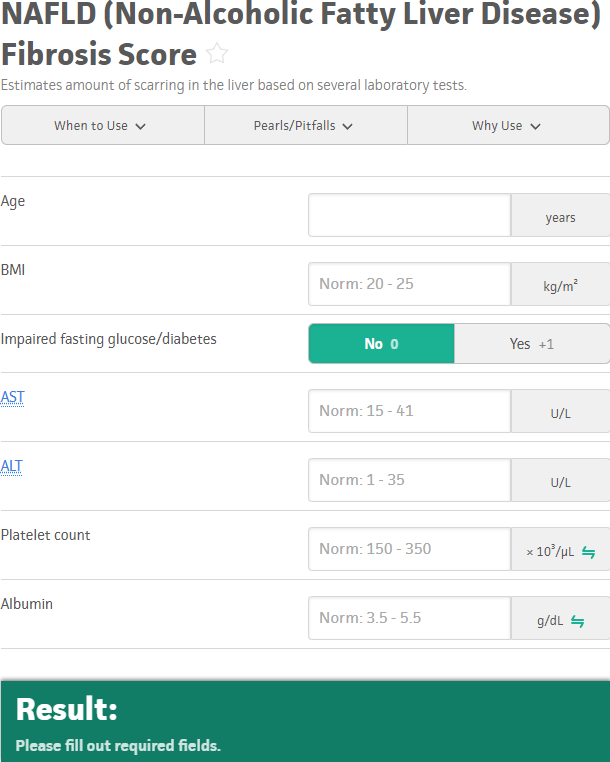 NAFLD (Non-Alcoholic Fatty Liver Disease)
Fibrosis Score
Estimates amount of scarring in the liver based on several laboratory tests.
When to Use Pearls/Pitfalls Why Use
Age years
BMI Norm: 20 - 25 kg/m²
Impaired fasting glucose/diabetes No 0 Yes +1
AST Norm: 15 - 41 U/L
ALT Norm: 1 - 35 U/L
Platelet count Norm: 150 - 350 × 10³/µL
Albumin Norm: 3.5 - 5.5 g/dL
Result:
Please fill out required fields.